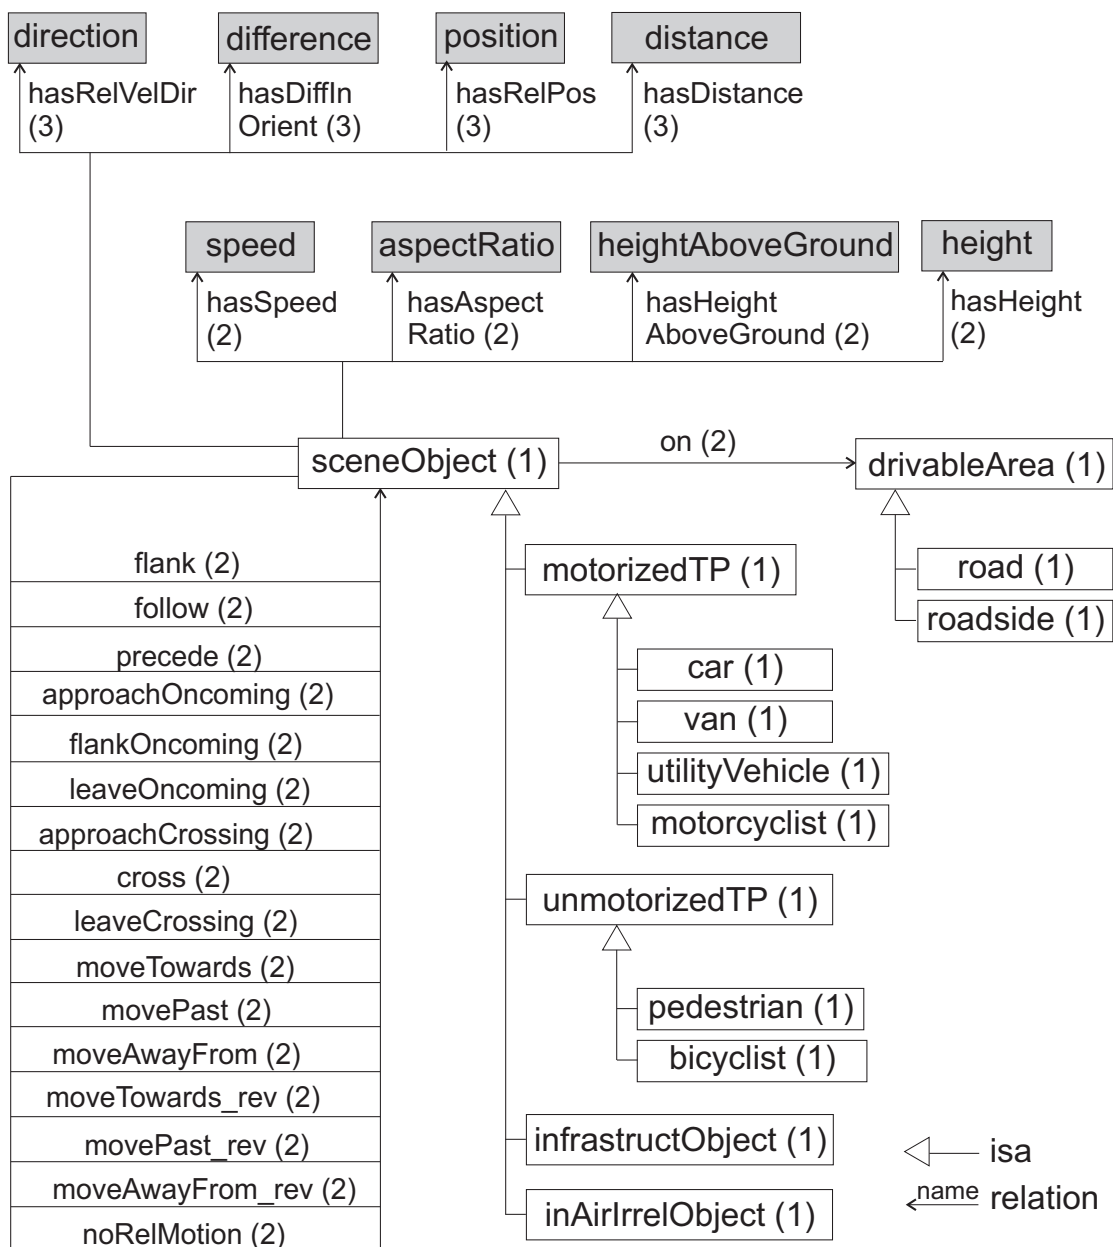 direction
difference
position
distance
hasRelVelDir
(3)
hasDiffIn
Orient (3)
hasRelPos
(3)
hasDistance
(3)
speed
aspectRatio
heightAboveGround
height
hasSpeed
(2)
hasAspect
Ratio (2)
hasHeight
AboveGround (2)
hasHeight
(2)
sceneObject (1)
on (2)
drivableArea (1)
road (1)
roadside (1)
flank (2)
follow (2)
precede (2)
approachOncoming (2)
flankOncoming (2)
leaveOncoming (2)
approachCrossing (2)
cross (2)
leaveCrossing (2)
moveTowards (2)
movePast (2)
moveAwayFrom (2)
moveTowards_rev (2)
movePast_rev (2)
moveAwayFrom_rev (2)
noRelMotion (2)
motorizedTP (1)
car (1)
van (1)
utilityVehicle (1)
motorcyclist (1)
unmotorizedTP (1)
pedestrian (1)
bicyclist (1)
infrastructObject (1)
inAirIrrelObject (1)
isa
name relation